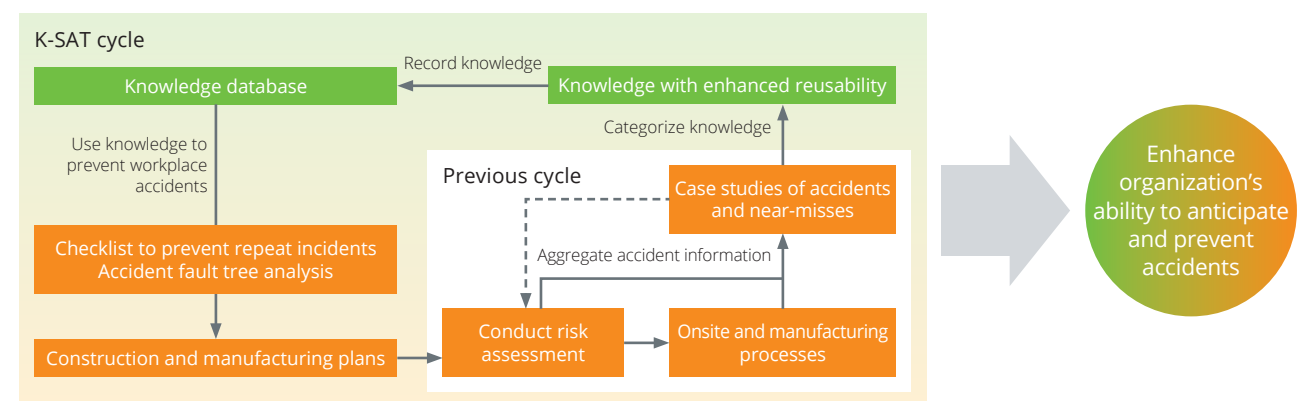 K-SAT cycle
Record knowledge
Knowledge database
Knowledge with enhanced reusability
Categorize knowledge
Use knowledge to
prevent workplace
accidents
Previous cycle
Case studies of accidents
and near-misses
Checklist to prevent repeat incidents
Accident fault tree analysis
Aggregate accident information
Conduct risk
assessment
Onsite and manufacturing
processes
Construction and manufacturing plans
Enhance
organization’s
ability to anticipate
and prevent
accidents